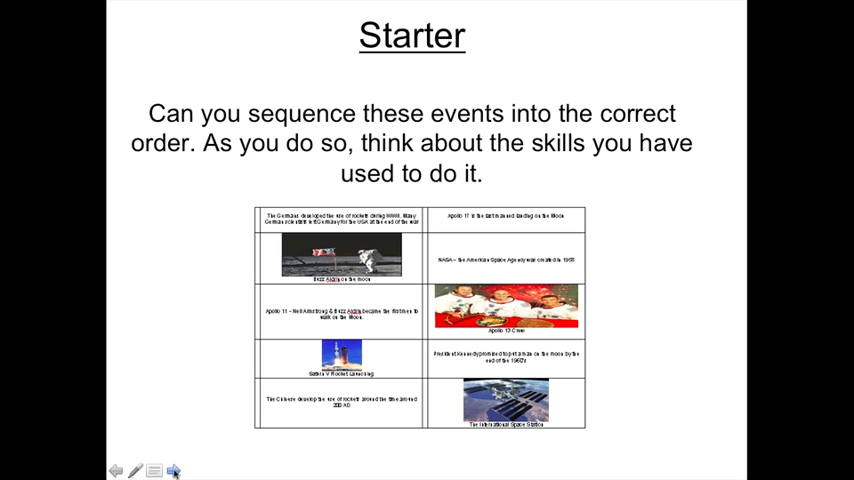 Starter
Can you sequence these events into the correct
order. As you do so, think about the skills you have
used to do it.
The Germans developed the use of rockets during WWII. Many
German scientists left Germany for the USA at the end of the war
Apollo 17 is the last manned landing on the Moon
Buzz Aldrin on the moon
NASA – the American Space Agency was created in
Apollo 11 - Neil Armstrong & Buzz Aldrin became the first men to
walk on the Moon.
Apollo 13 Crew
Saturn V Rocket Launching
President Kennedy promised to put a man on the moon by the
end of the 1960's
The Chinese develop the use of rockets around the time around
200 AD
The International Space Station